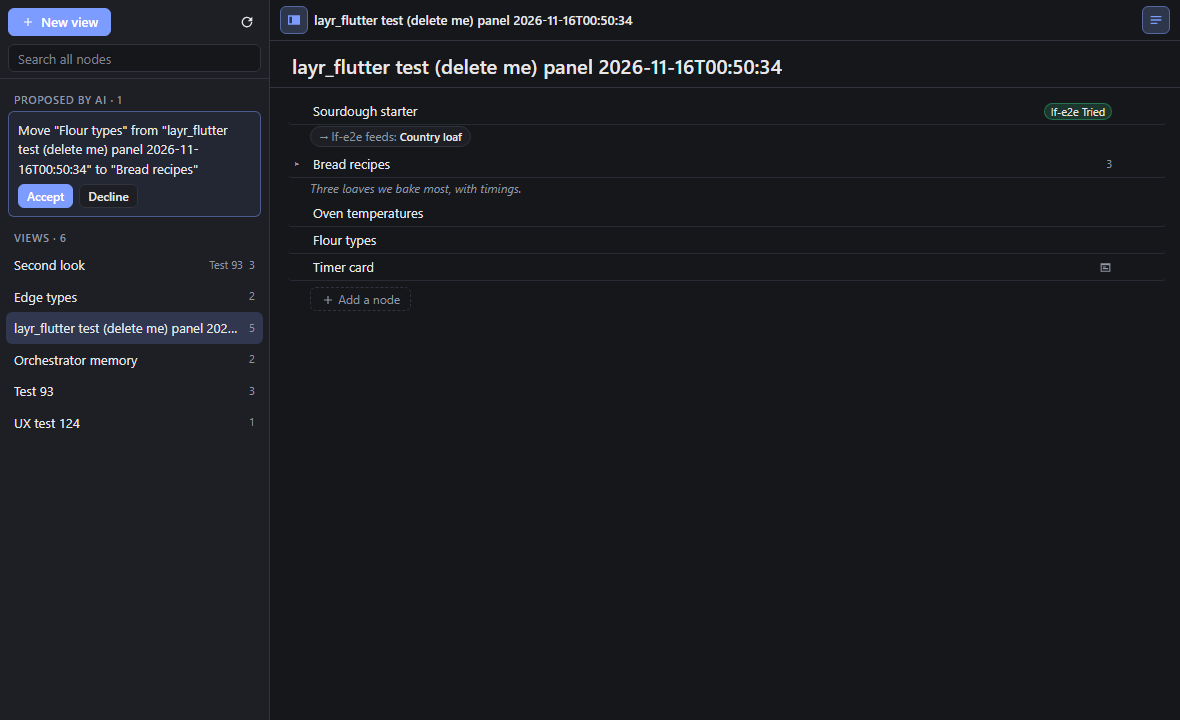 + New view
Search all nodes
PROPOSED BY AI · 1
Move "Flour types" from "layr_flutter
test (delete me) panel 2026-11-
16T00:50:34" to "Bread recipes"
Accept Decline
VIEWS · 6
Second look Test 93 3
Edge types 2
layr_flutter test (delete me) panel 202... 5
Orchestrator memory 2
Test 93 3
UX test 124 1
layr_flutter test (delete me) panel 2026-11-16T00:50:34
layr_flutter test (delete me) panel 2026-11-16T00:50:34
Sourdough starter lf-e2e Tried
→ lf-e2e feeds: Country loaf
Bread recipes 3
Three loaves we bake most, with timings.
Oven temperatures
Flour types
Timer card
+ Add a node